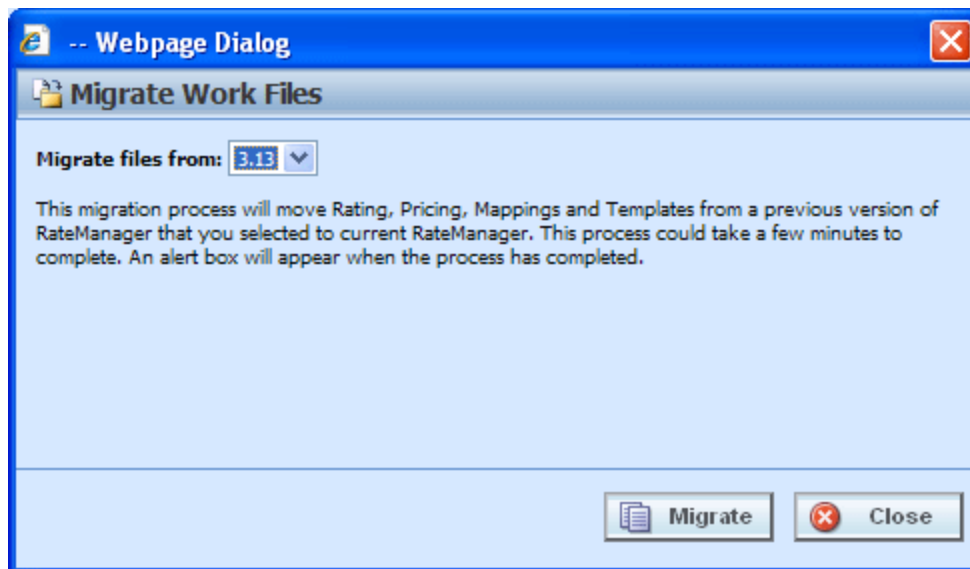 -- Webpage Dialog
Migrate Work Files
Migrate files from: 3.13
This migration process will move Rating, Pricing, Mappings and Templates from a previous version of
RateManager that you selected to current RateManager. This process could take a few minutes to
complete. An alert box will appear when the process has completed.
Migrate Close